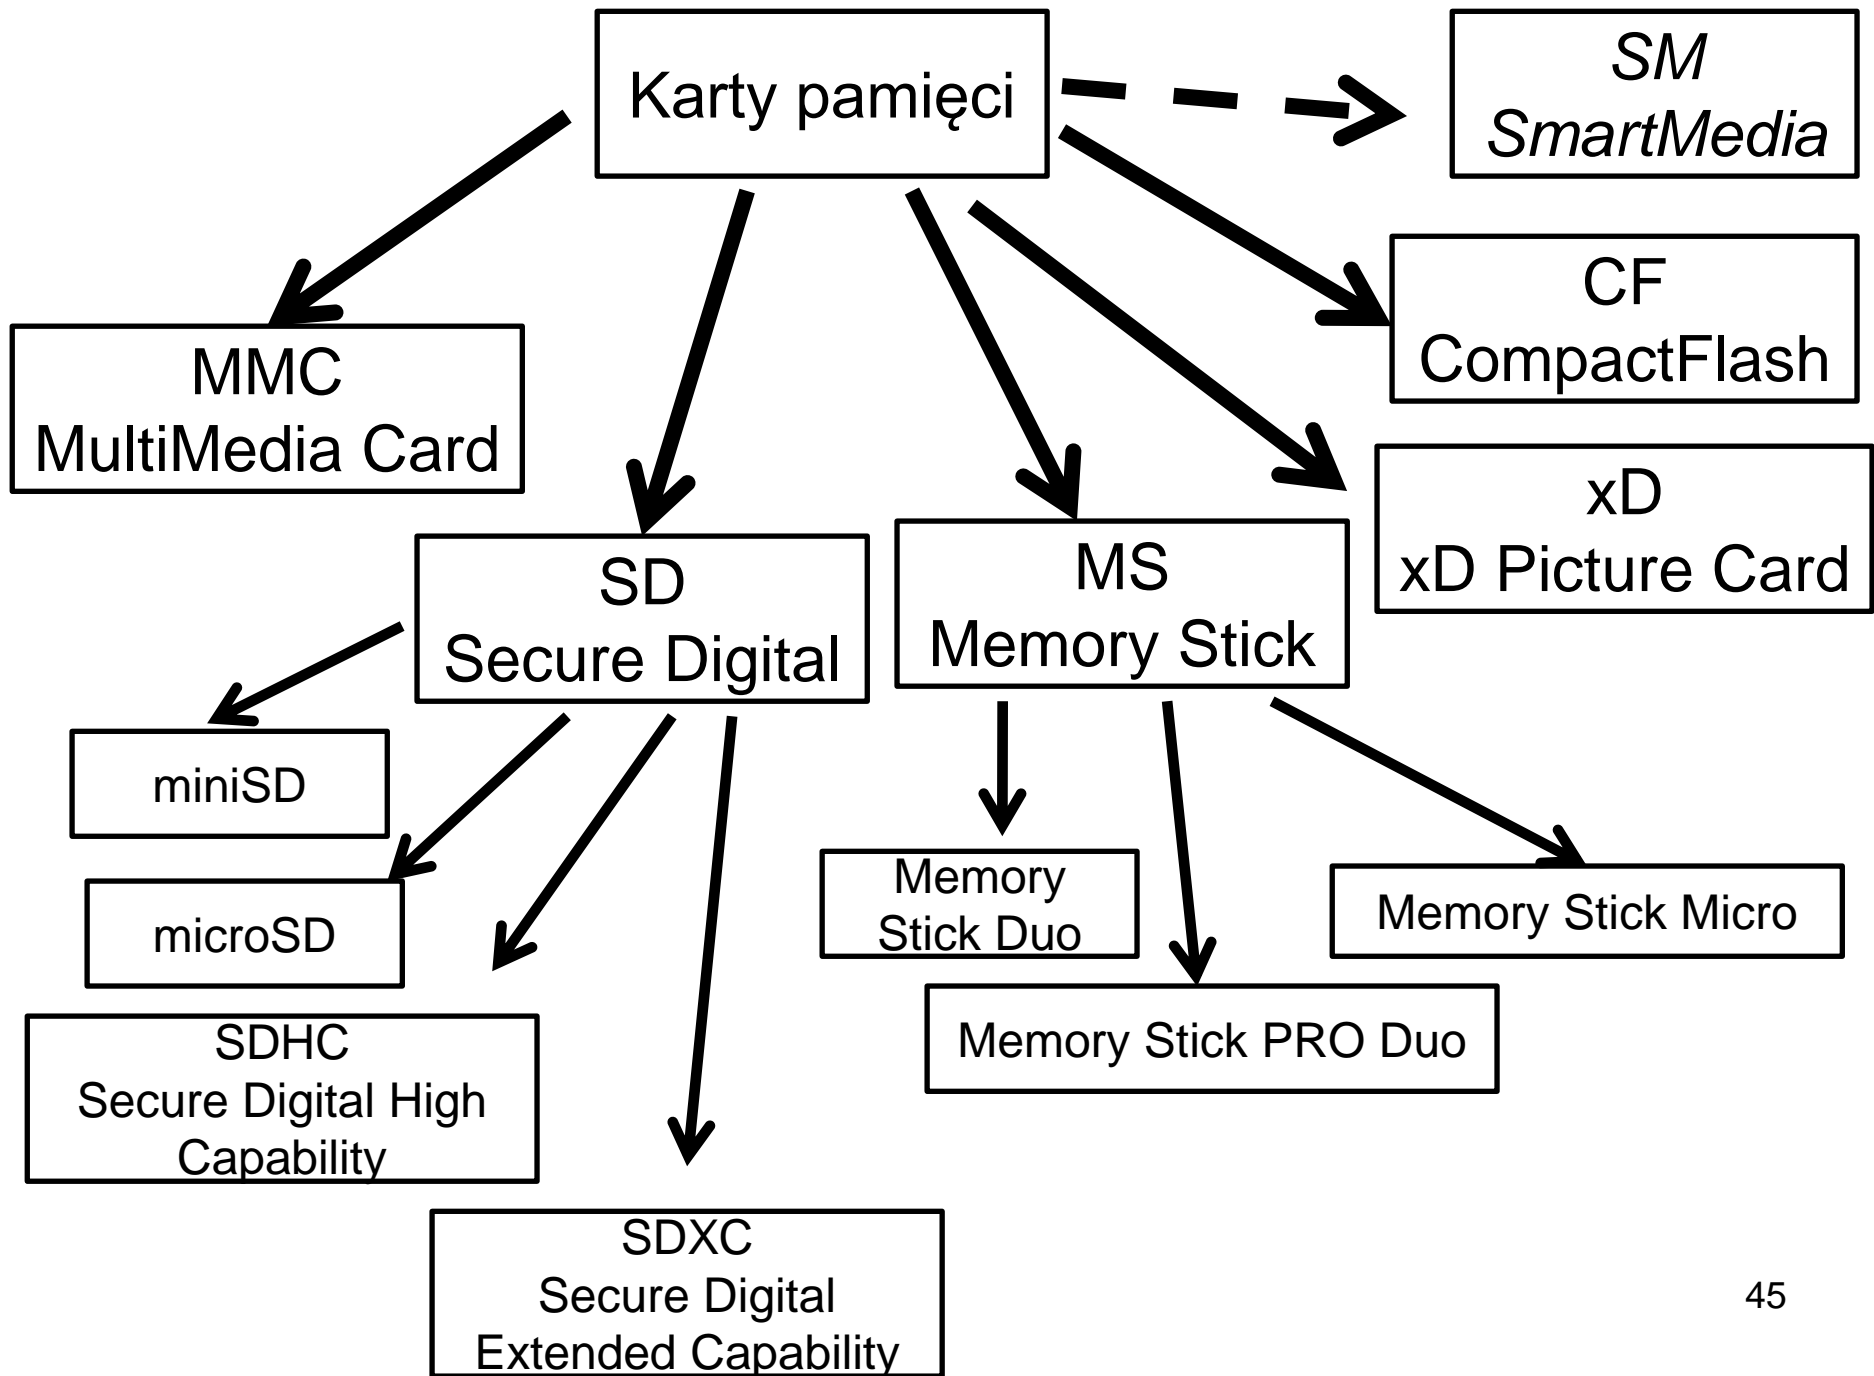 Karty pamięci
SM
SmartMedia
CF
CompactFlash
MMC
MultiMedia Card
xD
xD Picture Card
SD
Secure Digital
MS
Memory Stick
miniSD
microSD
Memory
Stick Duo
Memory Stick Micro
SDHC
Secure Digital High
Capability
Memory Stick PRO Duo
SDXC
Secure Digital
Extended Capability
45